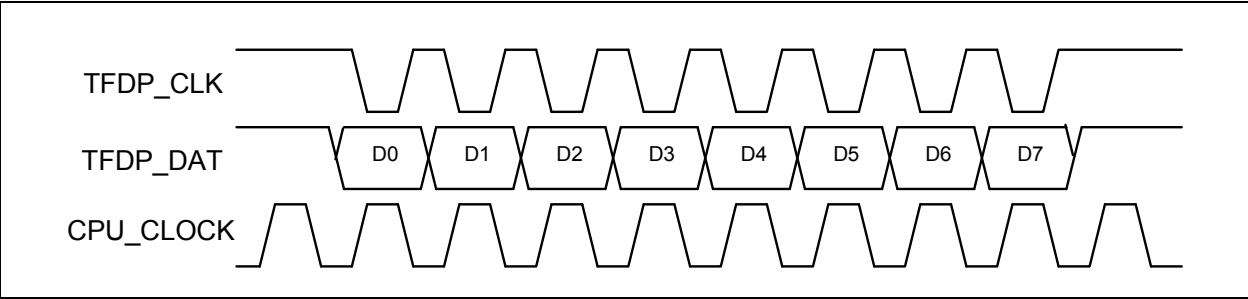 TFDP_CLK
TFDP_DAT D0 D1 D2 D3 D4 D5 D6 D7
CPU_CLOCK